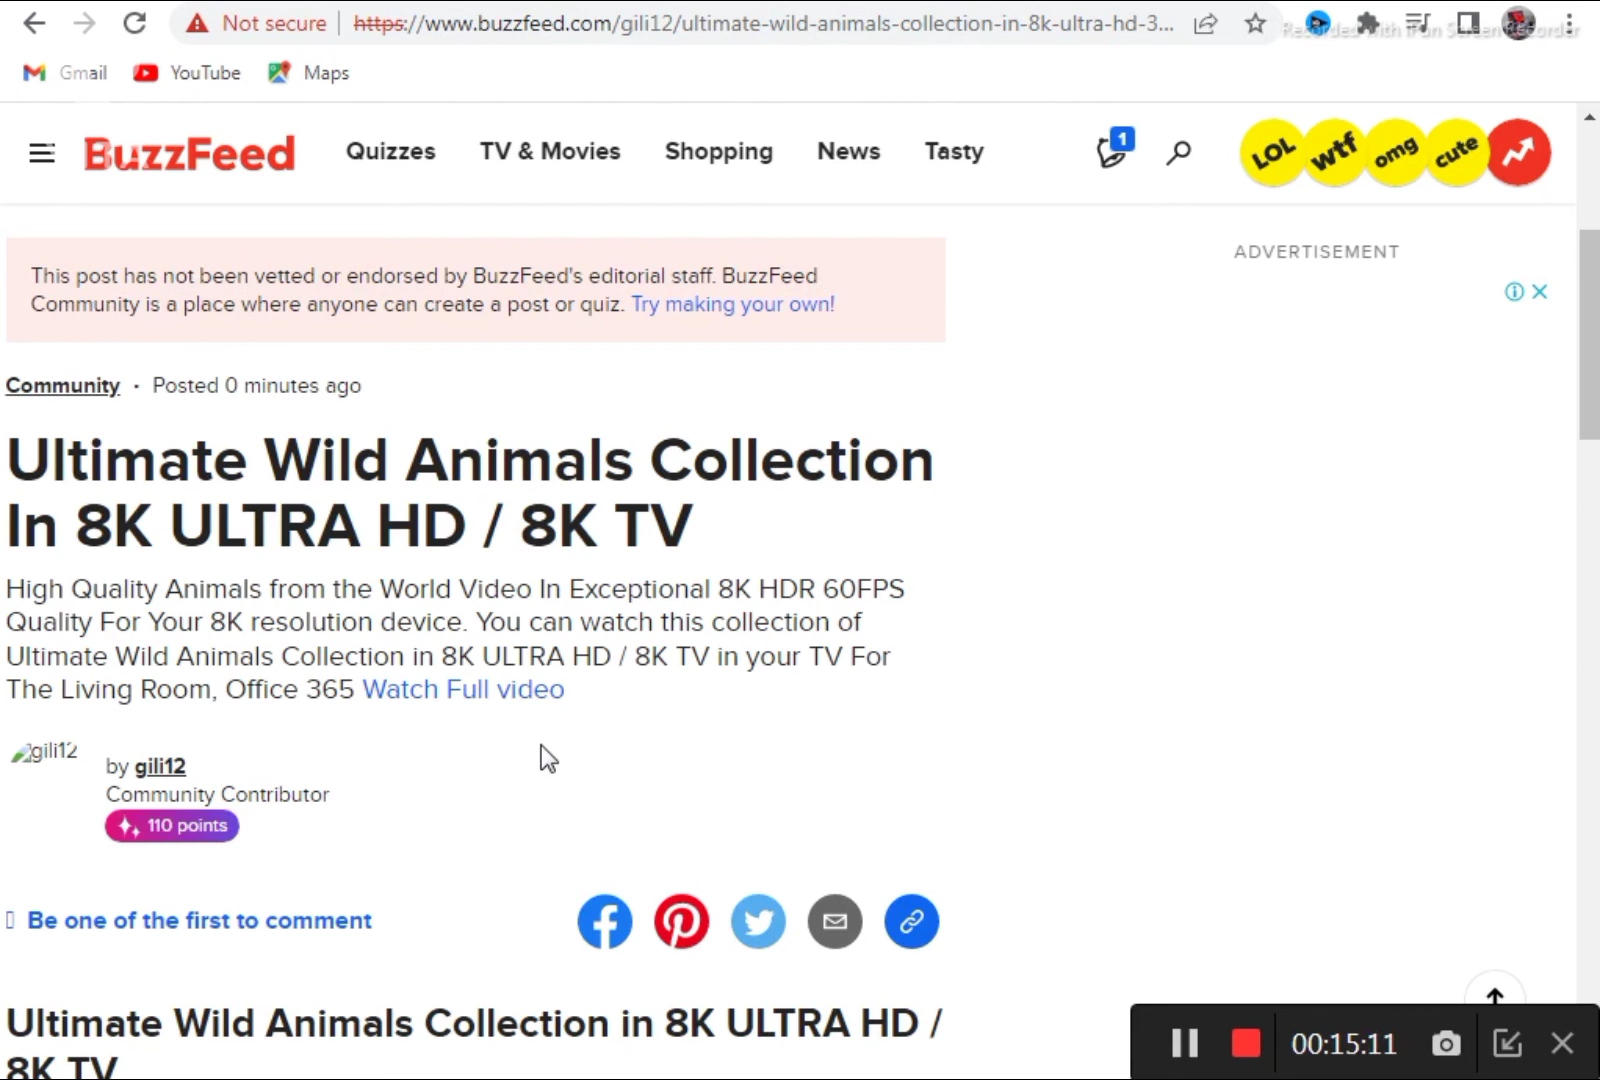 Not secure
https://www.buzzfeed.com/gili12/ultimate-wild-animals-collection-in-8k-ultra-hd-3...
Recorded with iFun Screen Recorder
Gmail
YouTube
Maps
BuzzFeed
Quizzes
TV & Movies
Shopping
News
Tasty
1
LOL
wtf
omg
cute
This post has not been vetted or endorsed by BuzzFeed's editorial staff. BuzzFeed
Community is a place where anyone can create a post or quiz. Try making your own!
ADVERTISEMENT
Community · Posted 0 minutes ago
Ultimate Wild Animals Collection
In 8K ULTRA HD / 8K TV
High Quality Animals from the World Video In Exceptional 8K HDR 60FPS
Quality For Your 8K resolution device. You can watch this collection of
Ultimate Wild Animals Collection in 8K ULTRA HD / 8K TV in your TV For
The Living Room, Office 365 Watch Full video
gili12
by gili12
Community Contributor
110 points
Be one of the first to comment
Ultimate Wild Animals Collection in 8K ULTRA HD /
8K TV
00:15:11